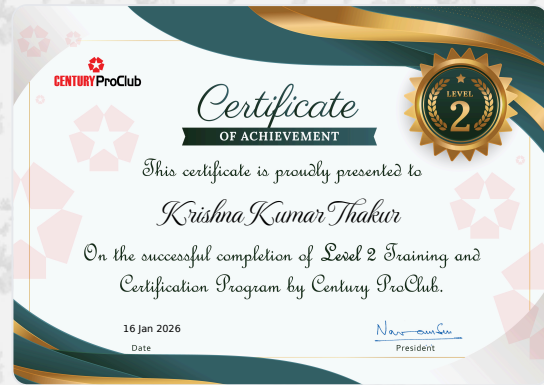 CENTURY ProClub
LEVEL
2
Certificate
OF ACHIEVEMENT
This certificate is proudly presented to
Krishna Kumar Thakur
On the successful completion of Level 2 Training and
Certification Program by Century ProClub.
16 Jan 2026
Date
President